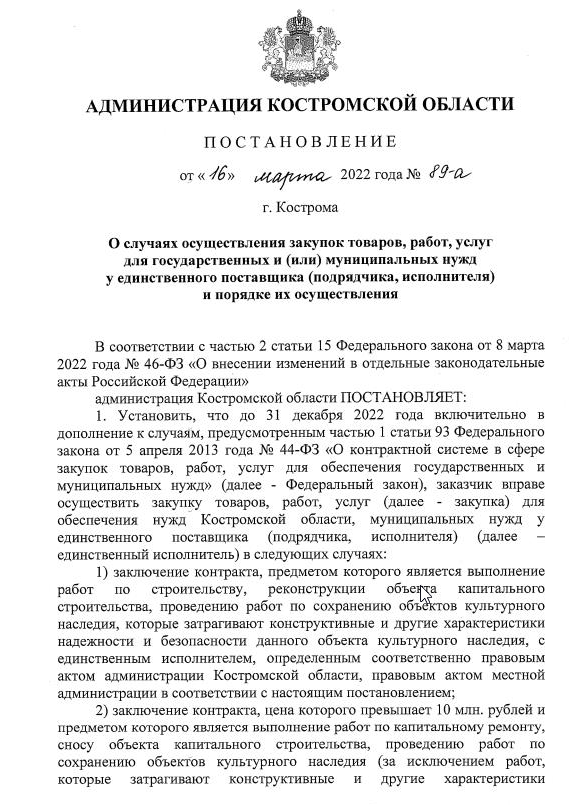 АДМИНИСТРАЦИЯ КОСТРОМСКОЙ ОБЛАСТИ
ПОСТАНОВЛЕНИЕ
от «16» марта 2022 года № 89-а
г. Кострома
О случаях осуществления закупок товаров, работ, услуг
для государственных и (или) муниципальных нужд
у единственного поставщика (подрядчика, исполнителя)
и порядке их осуществления
В соответствии с частью 2 статьи 15 Федерального закона от 8 марта
2022 года № 46-ФЗ «О внесении изменений в отдельные законодательные
акты Российской Федерации»
администрация Костромской области ПОСТАНОВЛЯЕТ:
1. Установить, что до 31 декабря 2022 года включительно в
дополнение к случаям, предусмотренным частью 1 статьи 93 Федерального
закона от 5 апреля 2013 года № 44-ФЗ «О контрактной системе в сфере
закупок товаров, работ, услуг для обеспечения государственных и
муниципальных нужд» (далее - Федеральный закон), заказчик вправе
осуществить закупку товаров, работ, услуг (далее - закупка) для
обеспечения нужд Костромской области, муниципальных нужд у
единственного поставщика (подрядчика, исполнителя) (далее –
единственный исполнитель) в следующих случаях:
1) заключение контракта, предметом которого является выполнение
работ по строительству, реконструкции объекта капитального
строительства, проведению работ по сохранению объектов культурного
наследия, которые затрагивают конструктивные и другие характеристики
надежности и безопасности данного объекта культурного наследия, с
единственным исполнителем, определенным соответственно правовым
актом администрации Костромской области, правовым актом местной
администрации в соответствии с настоящим постановлением;
2) заключение контракта, цена которого превышает 10 млн. рублей и
предметом которого является выполнение работ по капитальному ремонту,
сносу объекта капитального строительства, проведению работ по
сохранению объектов культурного наследия (за исключением работ,
которые затрагивают конструктивные и другие характеристики